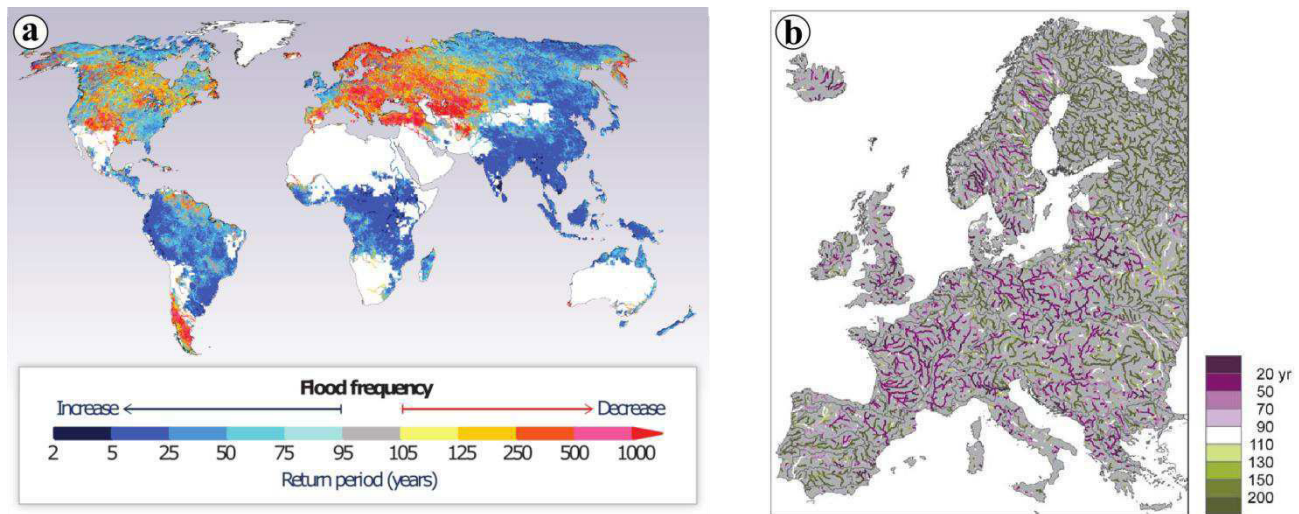 a
Flood frequency
Increase
Decrease
2 5 25 50 75 95 105 125 250 500 1000
Return period (years)
b
20 yr
50
70
90
110
130
150
200